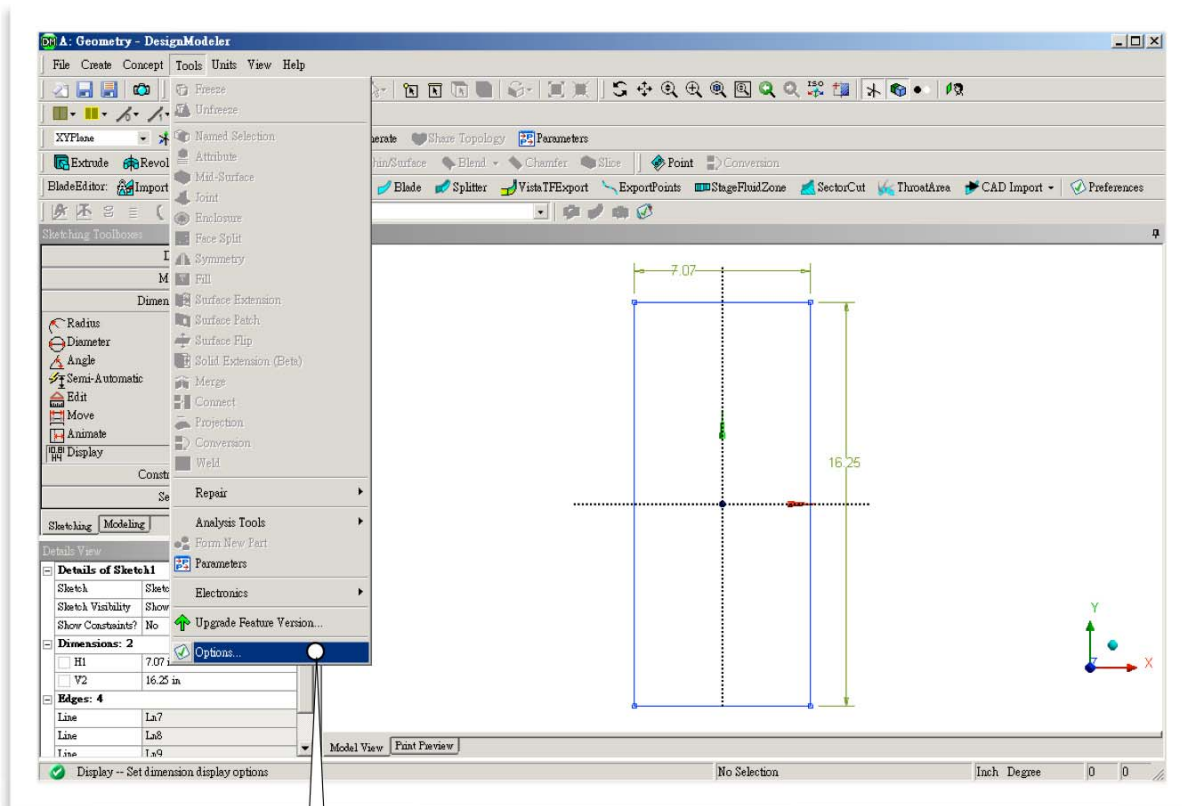 A: Geometry - DesignModeler
File Create Concept Tools Units View Help
Freeze
Unfreeze
XYPlane
Named Selection
Share Topology
Parameters
Extrude
Attribute
Blend
Chamfer
Slice
Point
Conversion
Mid-Surface
BladeEditor:
Import
Blade
Splitter
VistaTFExport
ExportPoints
StageFluidZone
SectorCut
ThroatArea
CAD Import
Preferences
Joint
Enclosure
Sketching Toolboxes
Face Split
Symmetry
Fill
Surface Extension
Radius
Surface Patch
Diameter
Surface Flip
Angle
Solid Extension (Beta)
Semi-Automatic
Merge
Edit
Connect
Move
Projection
Animate
Conversion
Display
Weld
Repair
Sketching Modeling
Analysis Tools
Form New Part
Parameters
Electronics
Upgrade Feature Version...
Options...
7.07
16.25
Y
Z
X
Details View
Details of Sketch1
Sketch
Sketch Visibility
Show Constraints? No
Dimensions: 2
H1 7.07
V2 16.25 in
Edges: 4
Line Ln7
Line Ln8
Line Ln9
Model View Print Preview
Display -- Set dimension display options
No Selection
Inch Degree 0 0